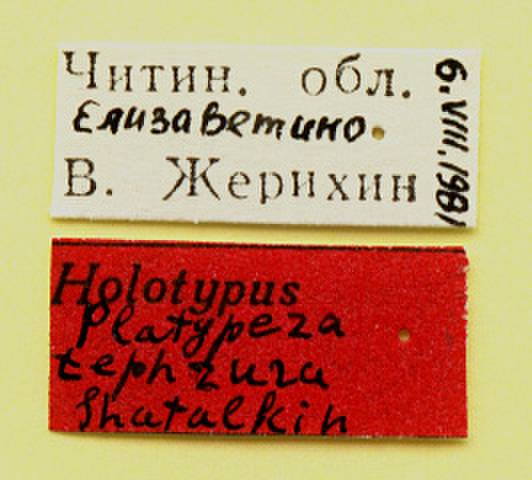 Читин. обл.
Елизаветино
В. Жерихин
6.VIII.1981
Holotypus
Platypeza
tephrura
Shatalkin